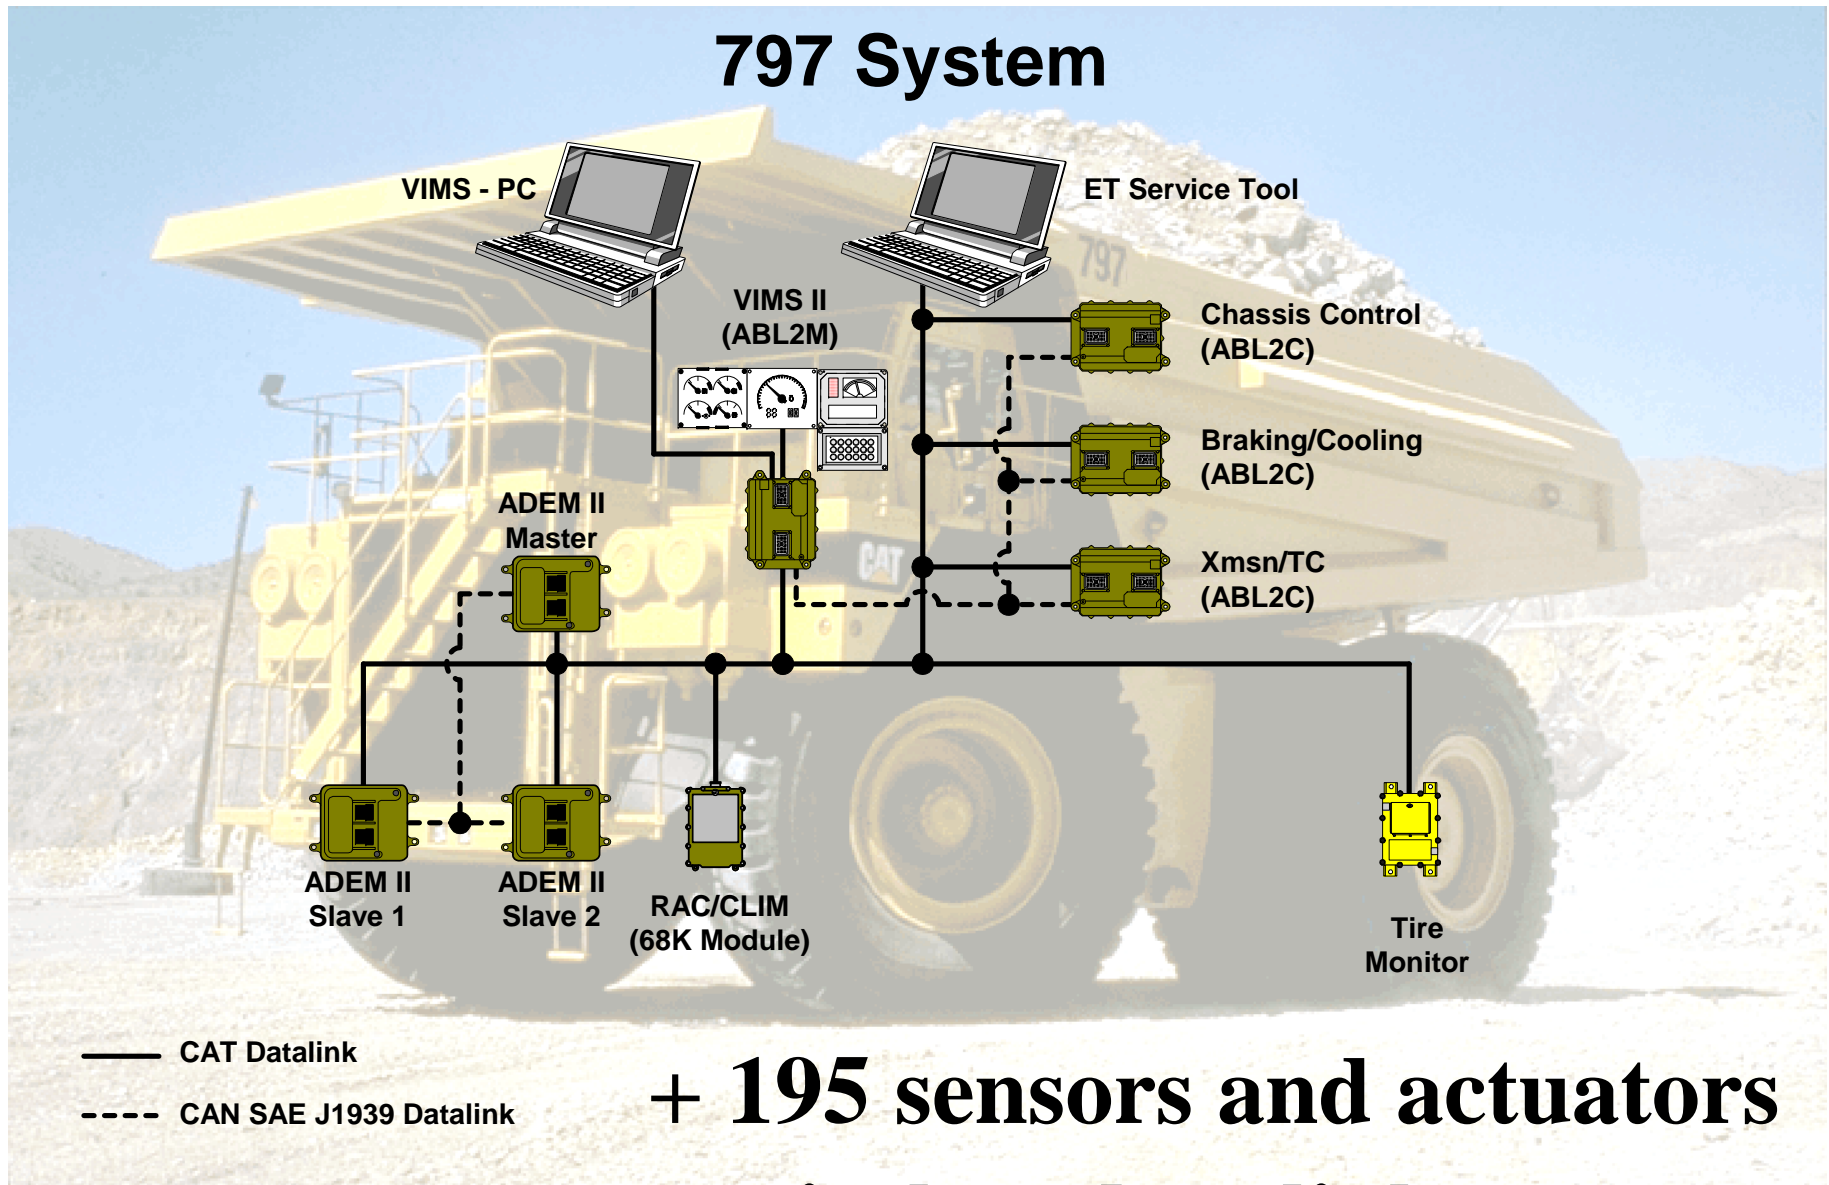 797 System
VIMS - PC
ET Service Tool
797
VIMS II
(ABL2M)
Chassis Control
(ABL2C)
Braking/Cooling
(ABL2C)
ADEM II
Master
CAT
Xmsn/TC
(ABL2C)
ADEM II
Slave 1
ADEM II
Slave 2
RAC/CLIM
(68K Module)
Tire
Monitor
CAT Datalink
CAN SAE J1939 Datalink
+ 195 sensors and actuators